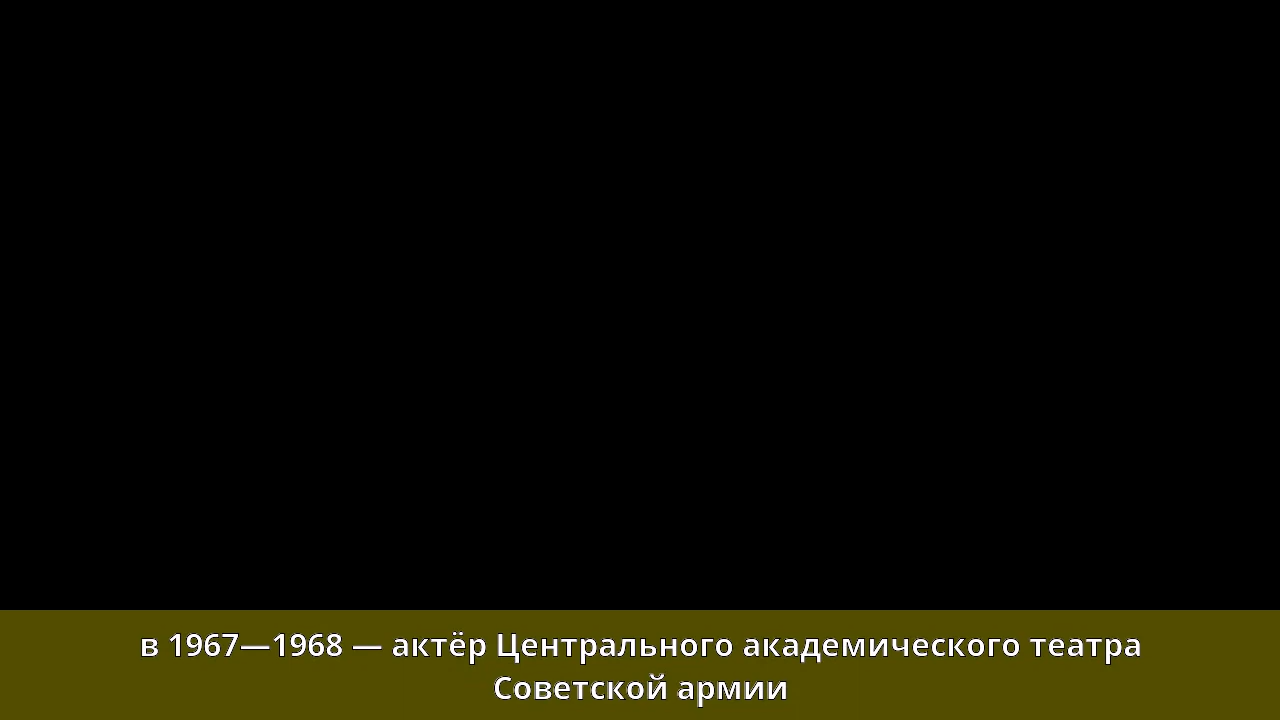 в 1967—1968 — актёр Центрального академического театра
Советской армии